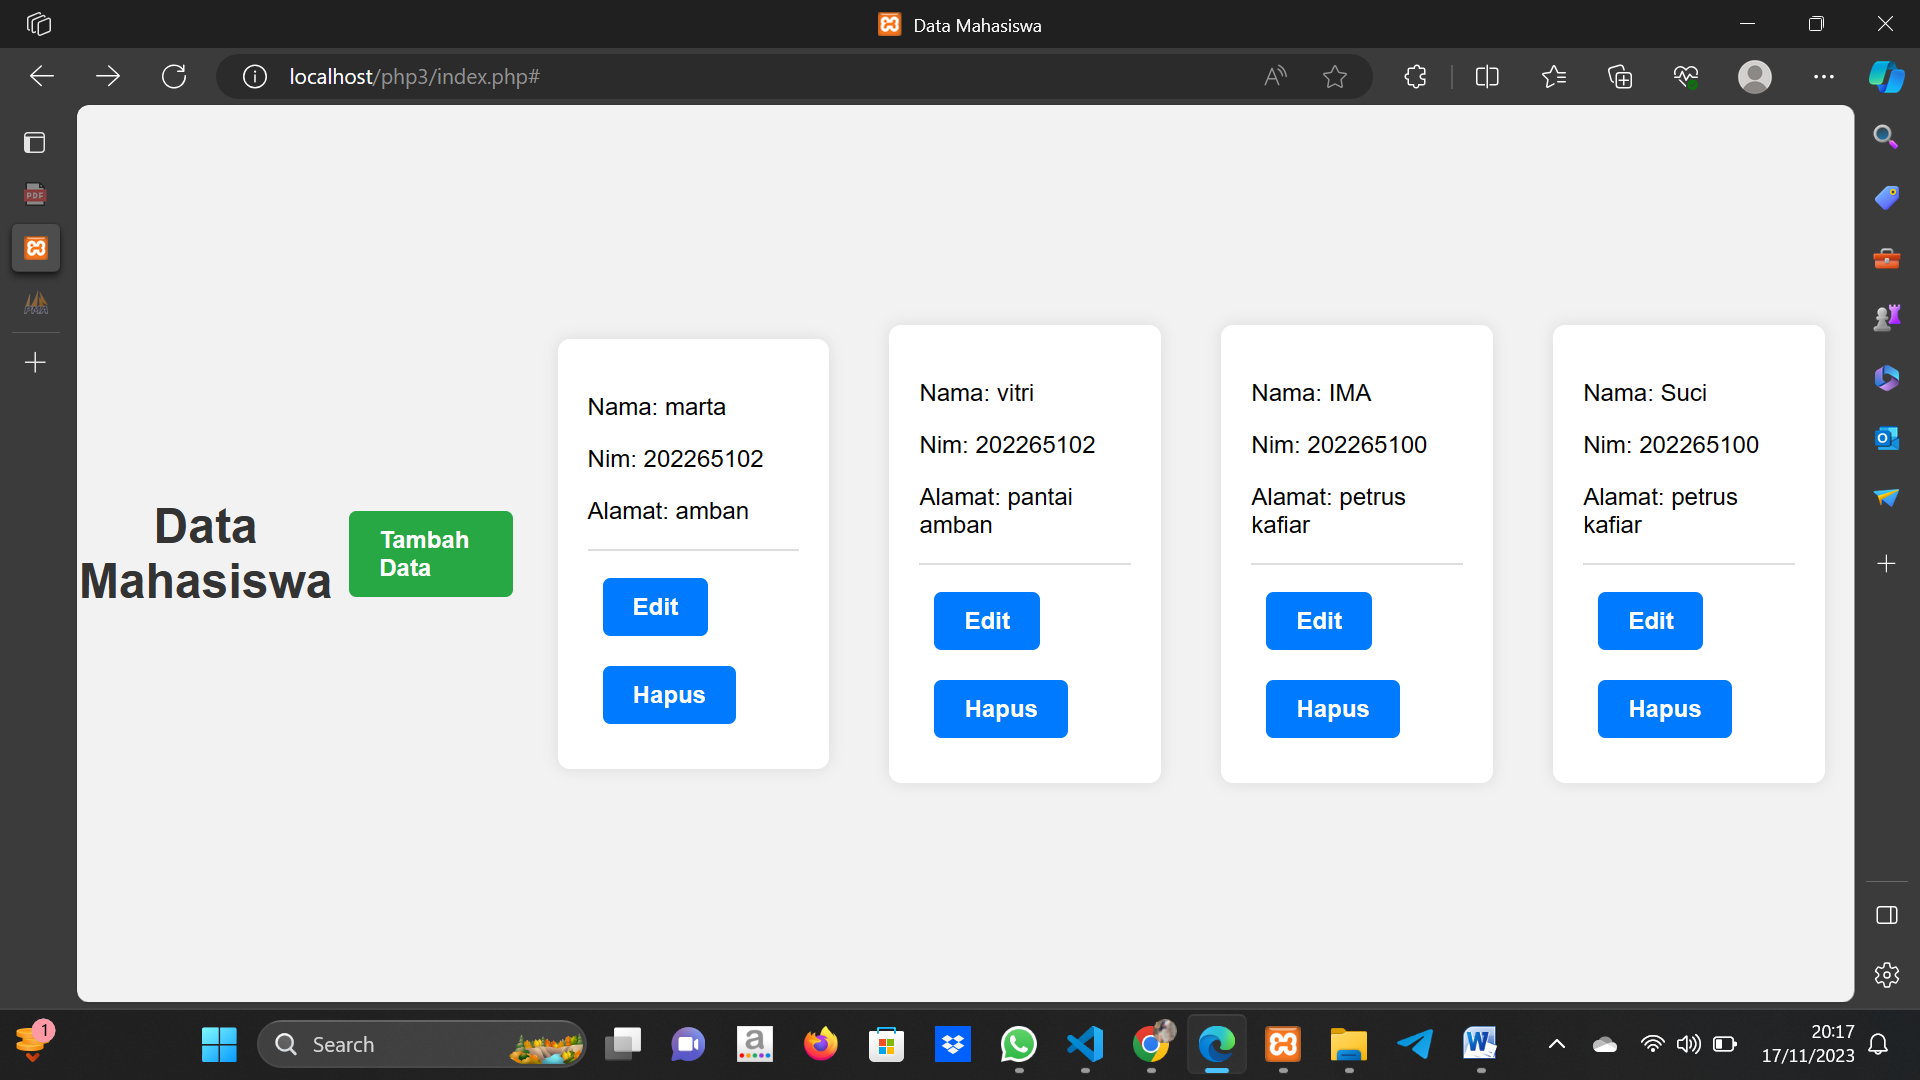 Data Mahasiswa
localhost/php3/index.php#
PDF
Data
Mahasiswa
Tambah
Data
Nama: marta
Nim: 202265102
Alamat: amban
Edit
Hapus
Nama: vitri
Nim: 202265102
Alamat: pantai
amban
Edit
Hapus
Nama: IMA
Nim: 202265100
Alamat: petrus
kafiar
Edit
Hapus
Nama: Suci
Nim: 202265100
Alamat: petrus
kafiar
Edit
Hapus
1
Search
20:17
17/11/2023